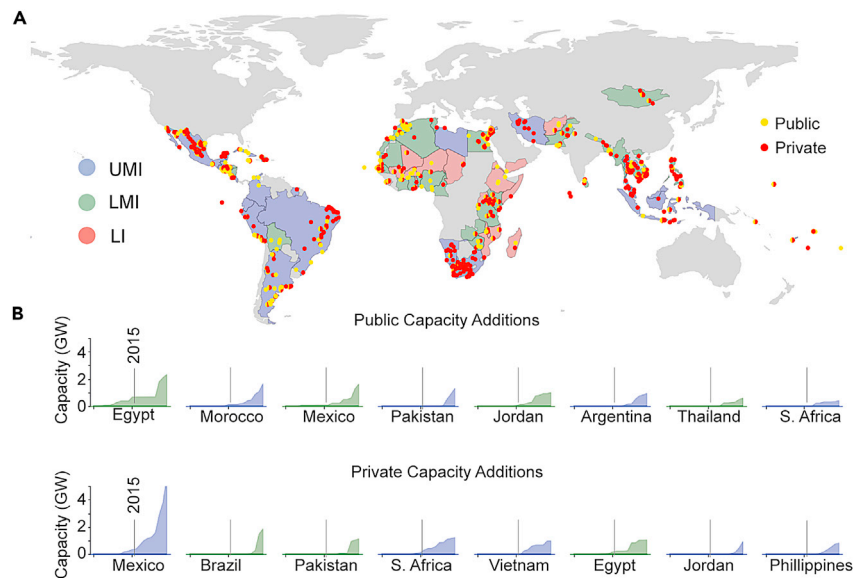 A
Public
Private
UMI
LMI
LI
B
Public Capacity Additions
Capacity (GW)
4
2
0
2015
Egypt
Morocco
Mexico
Pakistan
Jordan
Argentina
Thailand
S. Africa
Private Capacity Additions
Capacity (GW)
4
2
0
2015
Mexico
Brazil
Pakistan
S. Africa
Vietnam
Egypt
Jordan
Phillippines